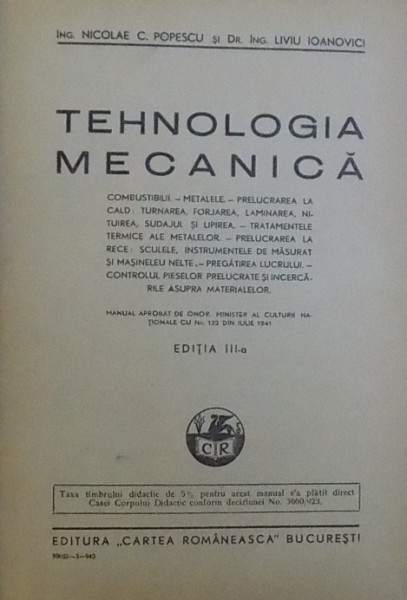 ING. NICOLAE C. POPESCU ȘI DR. ING. LIVIU IOANOVICI
TEHNOLOGIA
MECANICĂ
COMBUSTIBILII. – METALELE. – PRELUCRAREA LA
CALD: TURNAREA, FORJAREA, LAMINAREA, NI-
TUIREA, SUDAJUL ȘI LIPIREA. – TRATAMENTELE
TERMICE ALE METALELOR. – PRELUCRAREA LA
RECE: SCULELE, INSTRUMENTELE DE MĂSURAT
ȘI MAȘINELEU NELTE. – PREGĂTIREA LUCRULUI. –
CONTROLUL PIESELOR PRELUCRATE ȘI INCERCĂ-
RILE ASUPRA MATERIALELOR.
MANUAL APROBAT DE ONOR. MINISTER AL CULTURII NA-
ȚIONALE CU No. 132 DIN IULIE 1941
EDIȚIA III-a
C R
Taxa timbrului didactic de 5% pentru acest manual s'a plătit direct
Casei Corpului Didactic conform deciziunei No. 3000/923.
EDITURA „CARTEA ROMÂNEASCA" BUCUREȘTI